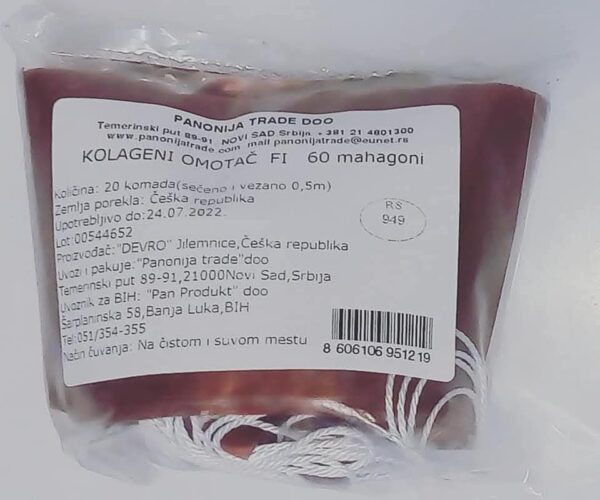 PANONIJA TRADE DOO
Temerinski put 89-91, NOVI SAD Srbija +381 21 4801300
www.panonijatrade.com mail panonijatrade@eunet.rs
KOLAGENI OMOTAČ FI 60 mahagoni
Količina: 20 komada(sečeno i vezano 0,5m)
Zemlja porekla: Češka republika
Upotrebljivo do:24.07.2022.
Lot:00544652
Proizvođač:"DEVRO" Jilemnice,Češka republika
Uvozi i pakuje:"Panonija trade"doo
Temerinski put 89-91,21000Novi Sad,Srbija
Uvoznik za BIH: "Pan Produkt" doo
Šarplaninska 58,Banja Luka,BIH
Tel:051/354-355
Način čuvanja: Na čistom i suvom mestu
RS
949
8 606106 951219